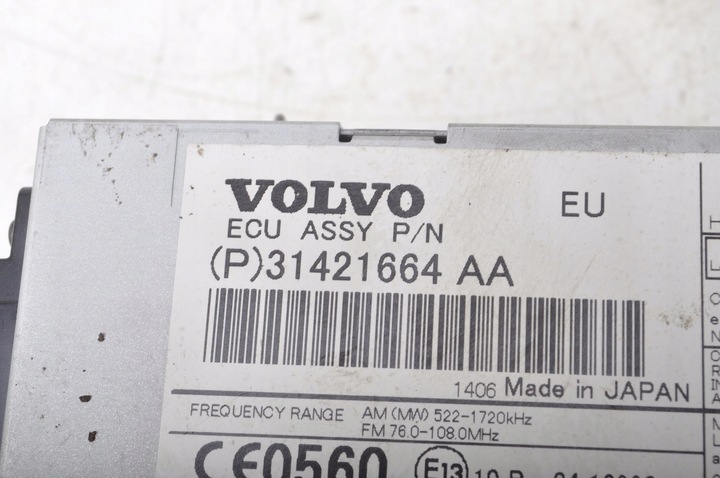 VOLVO EU
ECU ASSY P/N
(P)31421664 AA
1406 Made in JAPAN
FREQUENCY RANGE AM (MW) 522-1720kHz
FM 76.0-108.0MHz
CE0560 E13 10 R